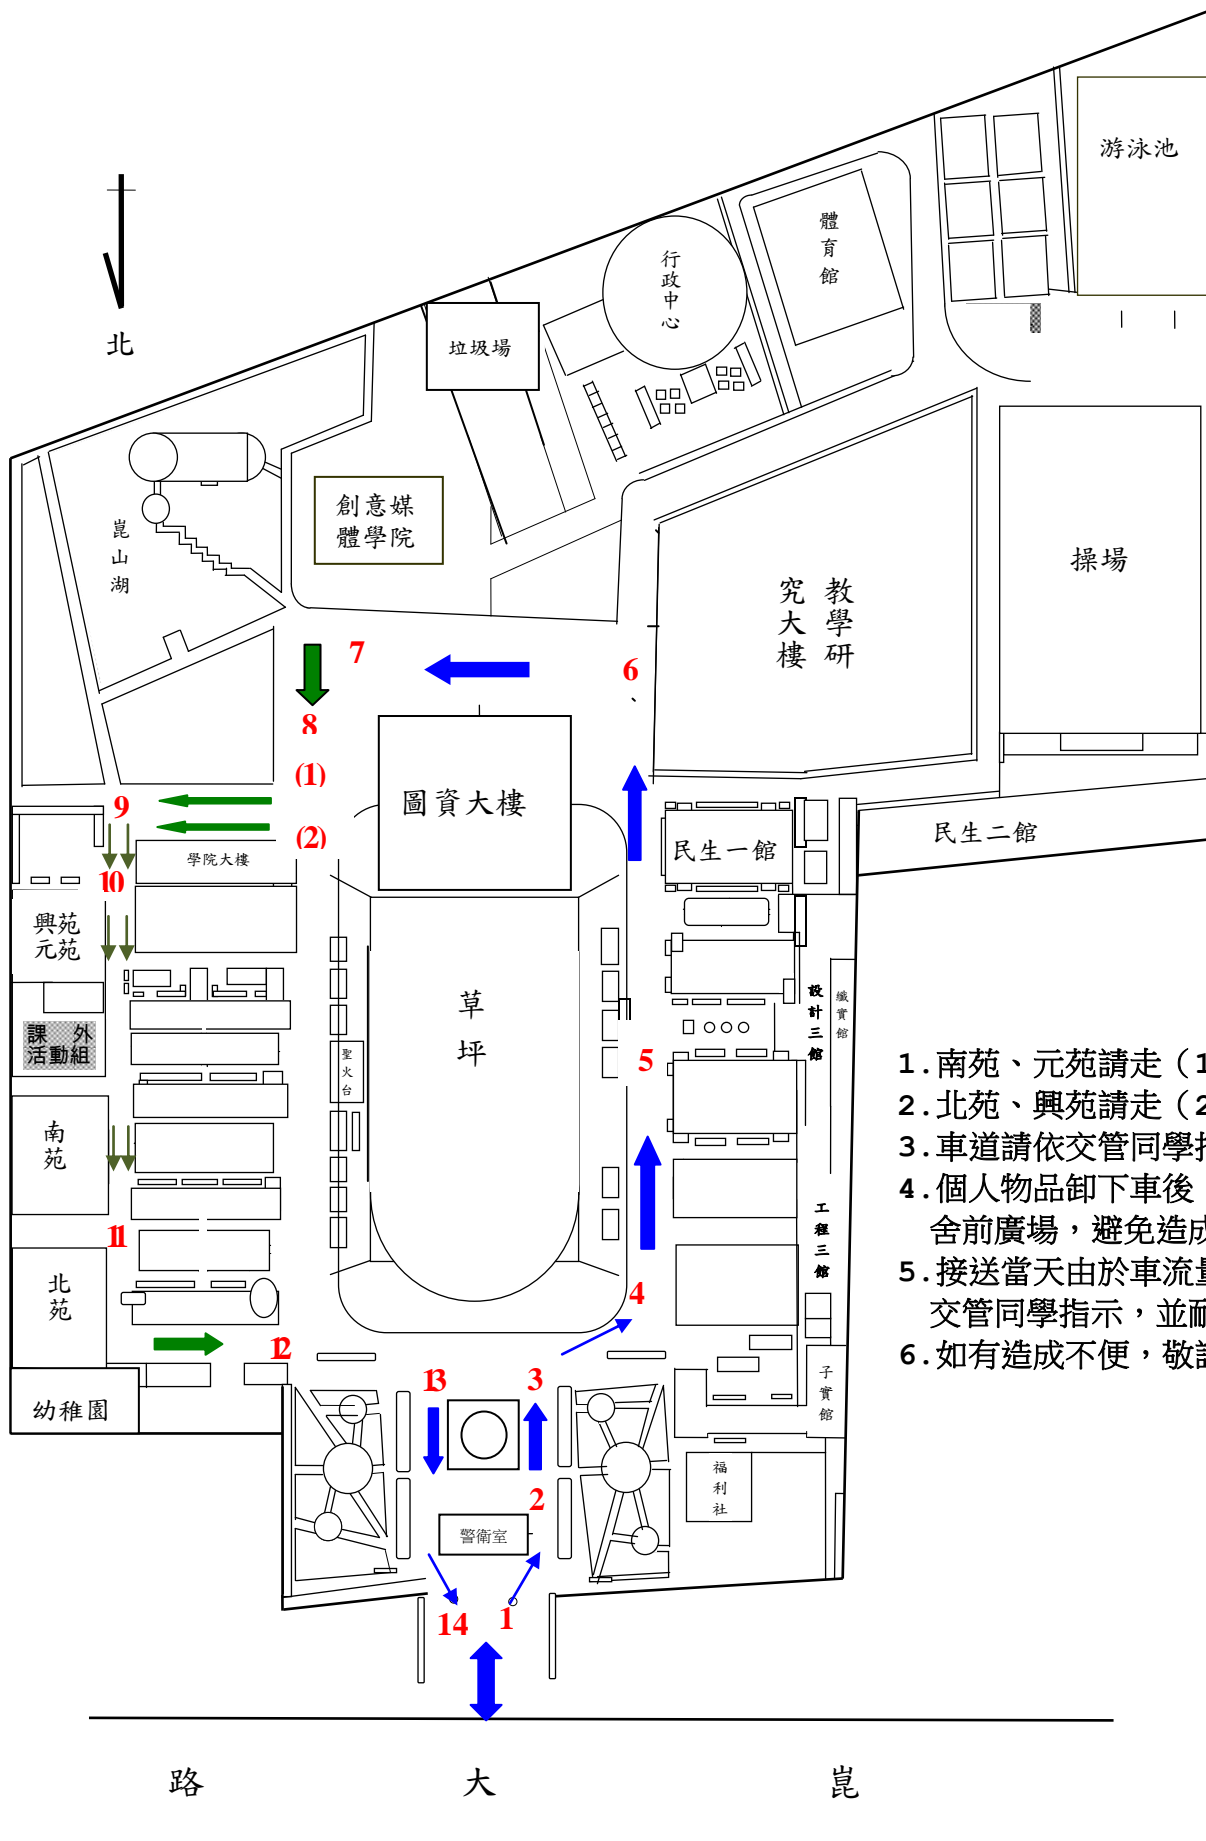 游泳池
體育館
行政中心
北
垃圾場
創意媒
體學院
崑山湖
操場
教學研
究大樓
7
6
8
(1)
圖資大樓
9
(2)
民生一館
民生二館
學院大樓
10
興苑
元苑
草坪
設計三館
纖實館
課 外
活動組
聖火台
5
1.南苑、元苑請走（1
2.北苑、興苑請走（2
3.車道請依交管同學指
4.個人物品卸下車後
舍前廣場，避免造成
5.接送當天由於車流量
交管同學指示，並耐
6.如有造成不便，敬請
南苑
11
工程三館
北苑
4
12
13
3
子實館
幼稚園
福利社
2
警衛室
14
1
路 大 崑